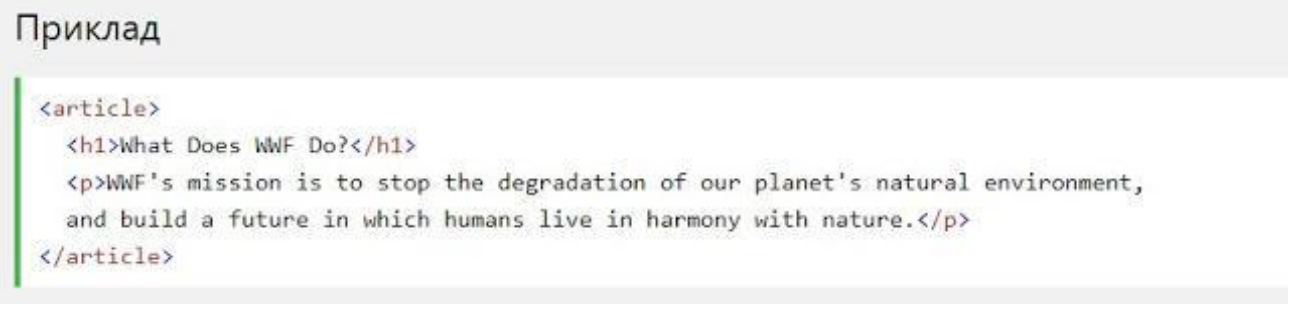 Приклад
<article>
<h1>What Does WWF Do?</h1>
<p>WWF's mission is to stop the degradation of our planet's natural environment,
and build a future in which humans live in harmony with nature.</p>
</article>